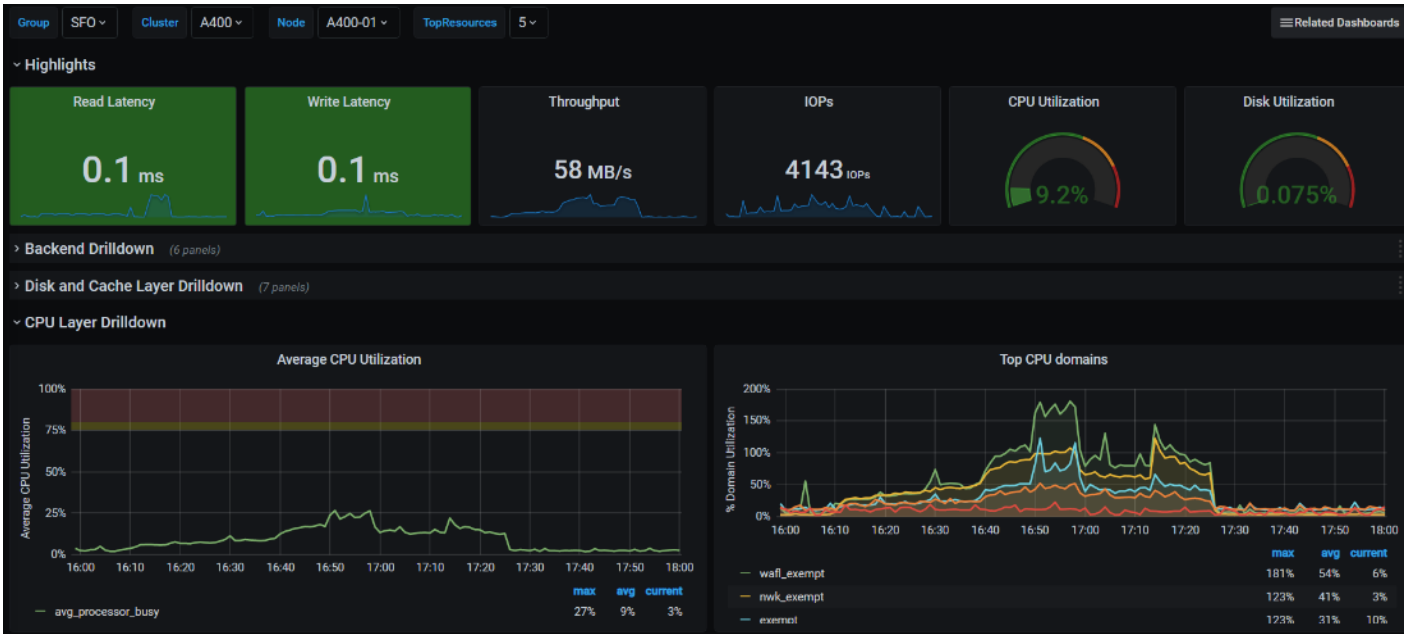 Group SFO Cluster A400 Node A400-01 TopResources 5 Related Dashboards
Highlights
Read Latency Write Latency Throughput IOPs CPU Utilization Disk Utilization
0.1 ms 0.1 ms 58 MB/s 4143 IOPs 9.2% 0.075%
Backend Drilldown (6 panels)
Disk and Cache Layer Drilldown (7 panels)
CPU Layer Drilldown
Average CPU Utilization
Average CPU Utilization
100%
75%
50%
25%
0%
16:00 16:10 16:20 16:30 16:40 16:50 17:00 17:10 17:20 17:30 17:40 17:50 18:00
max avg current
avg_processor_busy 27% 9% 3%
Top CPU domains
% Domain Utilization
200%
150%
100%
50%
0%
16:00 16:10 16:20 16:30 16:40 16:50 17:00 17:10 17:20 17:30 17:40 17:50 18:00
max avg current
wafl_exempt 181% 54% 6%
nwk_exempt 123% 41% 3%
exempt 123% 31% 10%